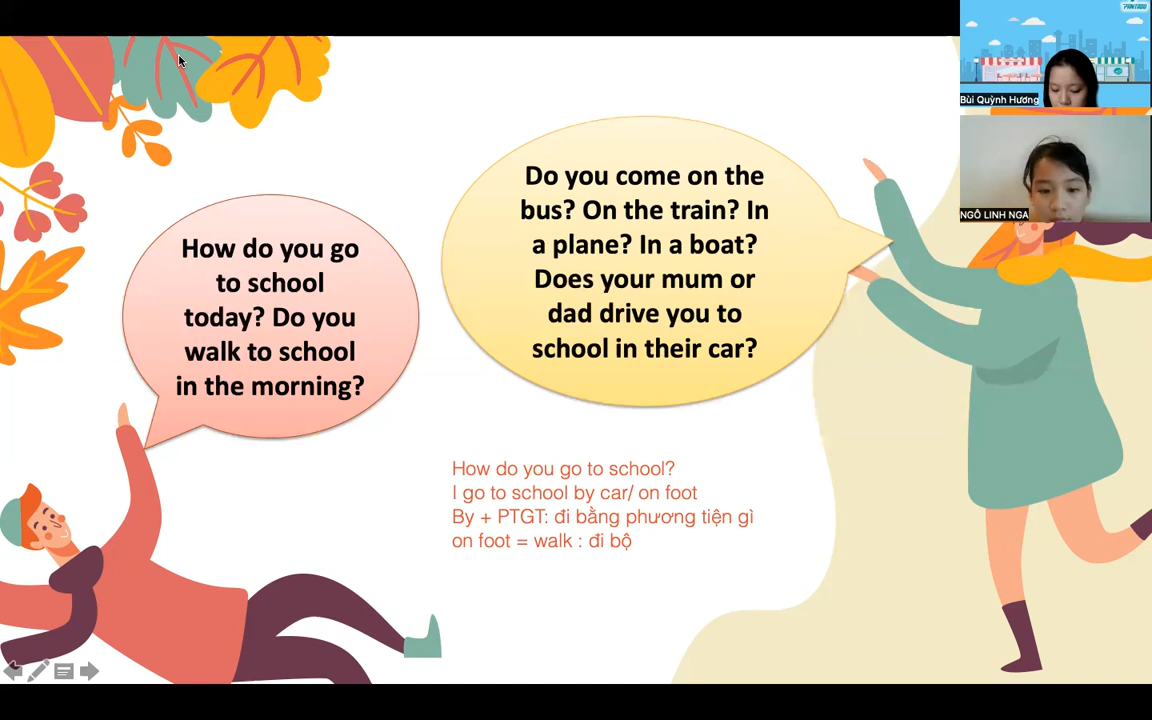 How do you go
to school
today? Do you
walk to school
in the morning?
Do you come on the
bus? On the train? In
a plane? In a boat?
Does your mum or
dad drive you to
school in their car?
How do you go to school?
I go to school by car/ on foot
By + PTGT: đi bằng phương tiện gì
on foot = walk : đi bộ
PANTADO
Bùi Quỳnh Hương
NGÔ LINH NGA